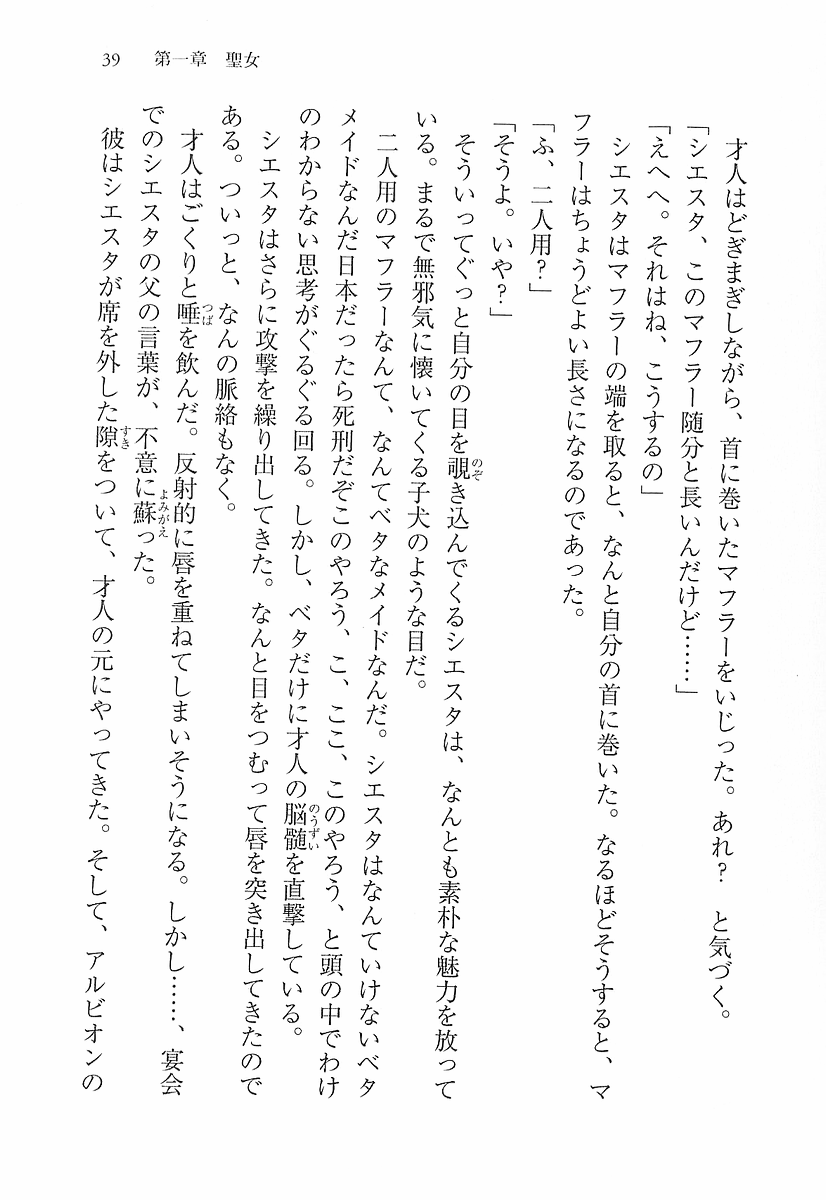 39　第一章　聖女
　才人はどぎまぎしながら、首に巻いたマフラーをいじった。あれ？　と気づく。
「シエスタ、このマフラー随分と長いんだけど……」
「えへへ。それはね、こうするの」
　シエスタはマフラーの端を取ると、なんと自分の首に巻いた。なるほどそうすると、マ
フラーはちょうどよい長さになるのであった。
「ふ、二人用？」
「そうよ。いや？」
　そういってぐっと自分の目を覗き込んでくるシエスタは、なんとも素朴な魅力を放って
いる。まるで無邪気に懐いてくる子犬のような目だ。
　二人用のマフラーなんて、なんてベタなメイドなんだ。シエスタはなんていけないベタ
メイドなんだ日本だったら死刑だぞこのやろう、こ、ここ、このやろう、と頭の中でわけ
のわからない思考がぐるぐる回る。しかし、ベタだけに才人の脳髄を直撃している。
　シエスタはさらに攻撃を繰り出してきた。なんと目をつむって唇を突き出してきたので
ある。ついっと、なんの脈絡もなく。
　才人はごくりと唾を飲んだ。反射的に唇を重ねてしまいそうになる。しかし……、宴会
でのシエスタの父の言葉が、不意に蘇った。
　彼はシエスタが席を外した隙をついて、才人の元にやってきた。そして、アルビオンの